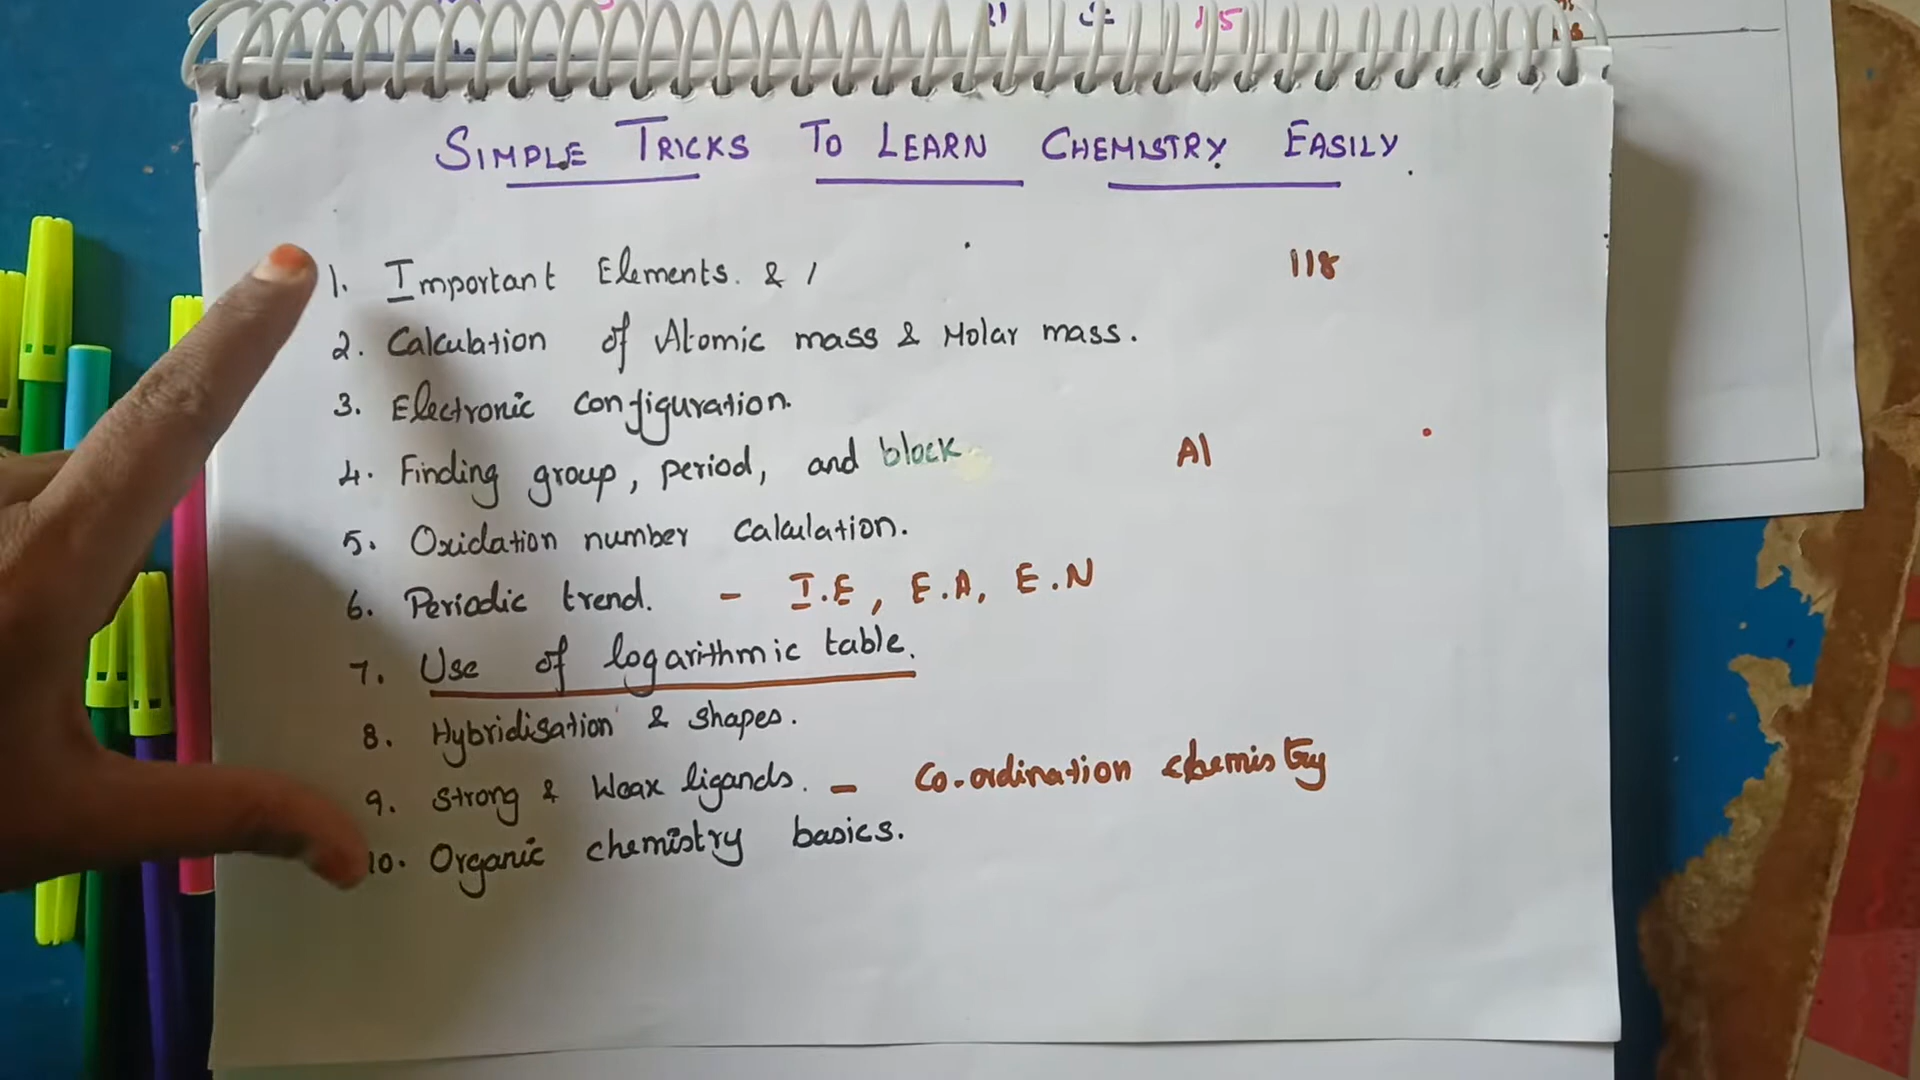 15
SIMPLE TRICKS TO LEARN CHEMISTRY EASILY.
1. Important Elements. & / 118
2. Calculation of Atomic mass & Molar mass.
3. Electronic configuration.
4. Finding group, period, and block Al
5. Oxidation number calculation.
6. Periodic trend. - I.E, E.A, E.N
7. Use of logarithmic table.
8. Hybridisation & shapes.
9. Strong & Weak ligands. - Co-ordination chemistry
10. Organic chemistry basics.